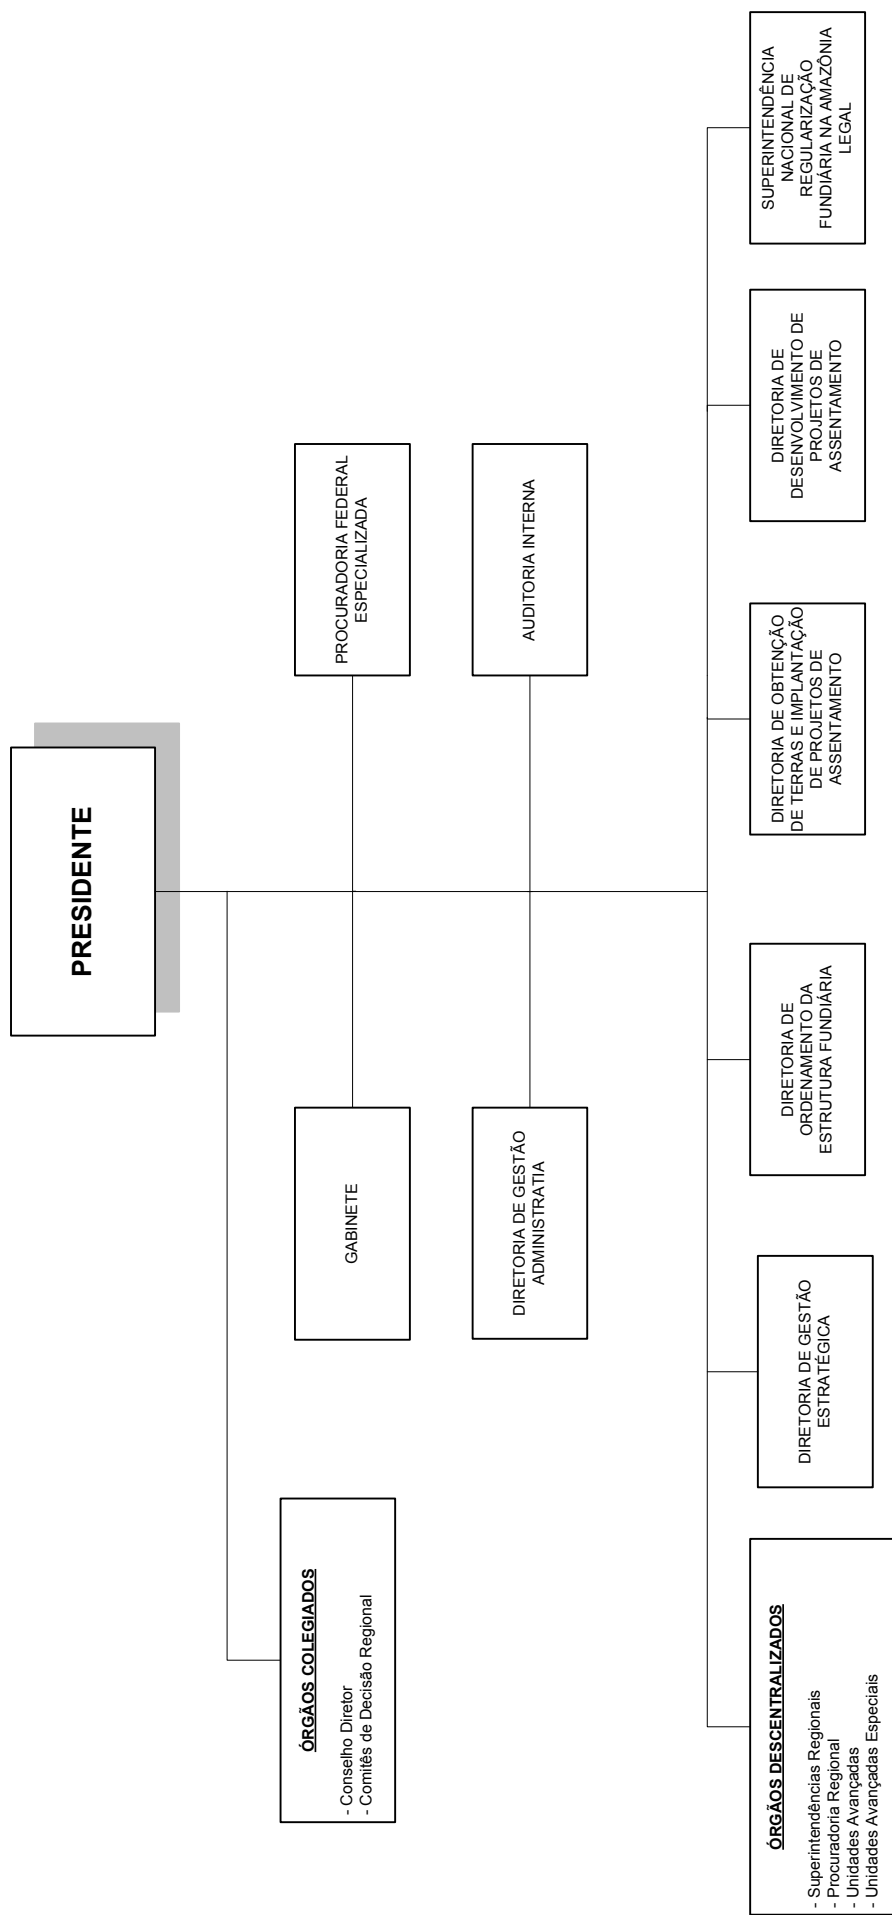 PRESIDENTE
ÓRGÃOS COLEGIADOS
- Conselho Diretor
- Comitês de Decisão Regional
GABINETE
PROCURADORIA FEDERAL
ESPECIALIZADA
DIRETORIA DE GESTÃO
ADMINISTRATIA
AUDITORIA INTERNA
ÓRGÃOS DESCENTRALIZADOS
- Superintendências Regionais
- Procuradoria Regional
- Unidades Avançadas
- Unidades Avançadas Especiais
DIRETORIA DE GESTÃO
ESTRATÉGICA
DIRETORIA DE
ORDENAMENTO DA
ESTRUTURA FUNDIÁRIA
DIRETORIA DE OBTENÇÃO
DE TERRAS E IMPLANTAÇÃO
DE PROJETOS DE
ASSENTAMENTO
DIRETORIA DE
DESENVOLVIMENTO DE
PROJETOS DE
ASSENTAMENTO
SUPERINTENDÊNCIA
NACIONAL DE
REGULARIZAÇÃO
FUNDIÁRIA NA AMAZÔNIA
LEGAL